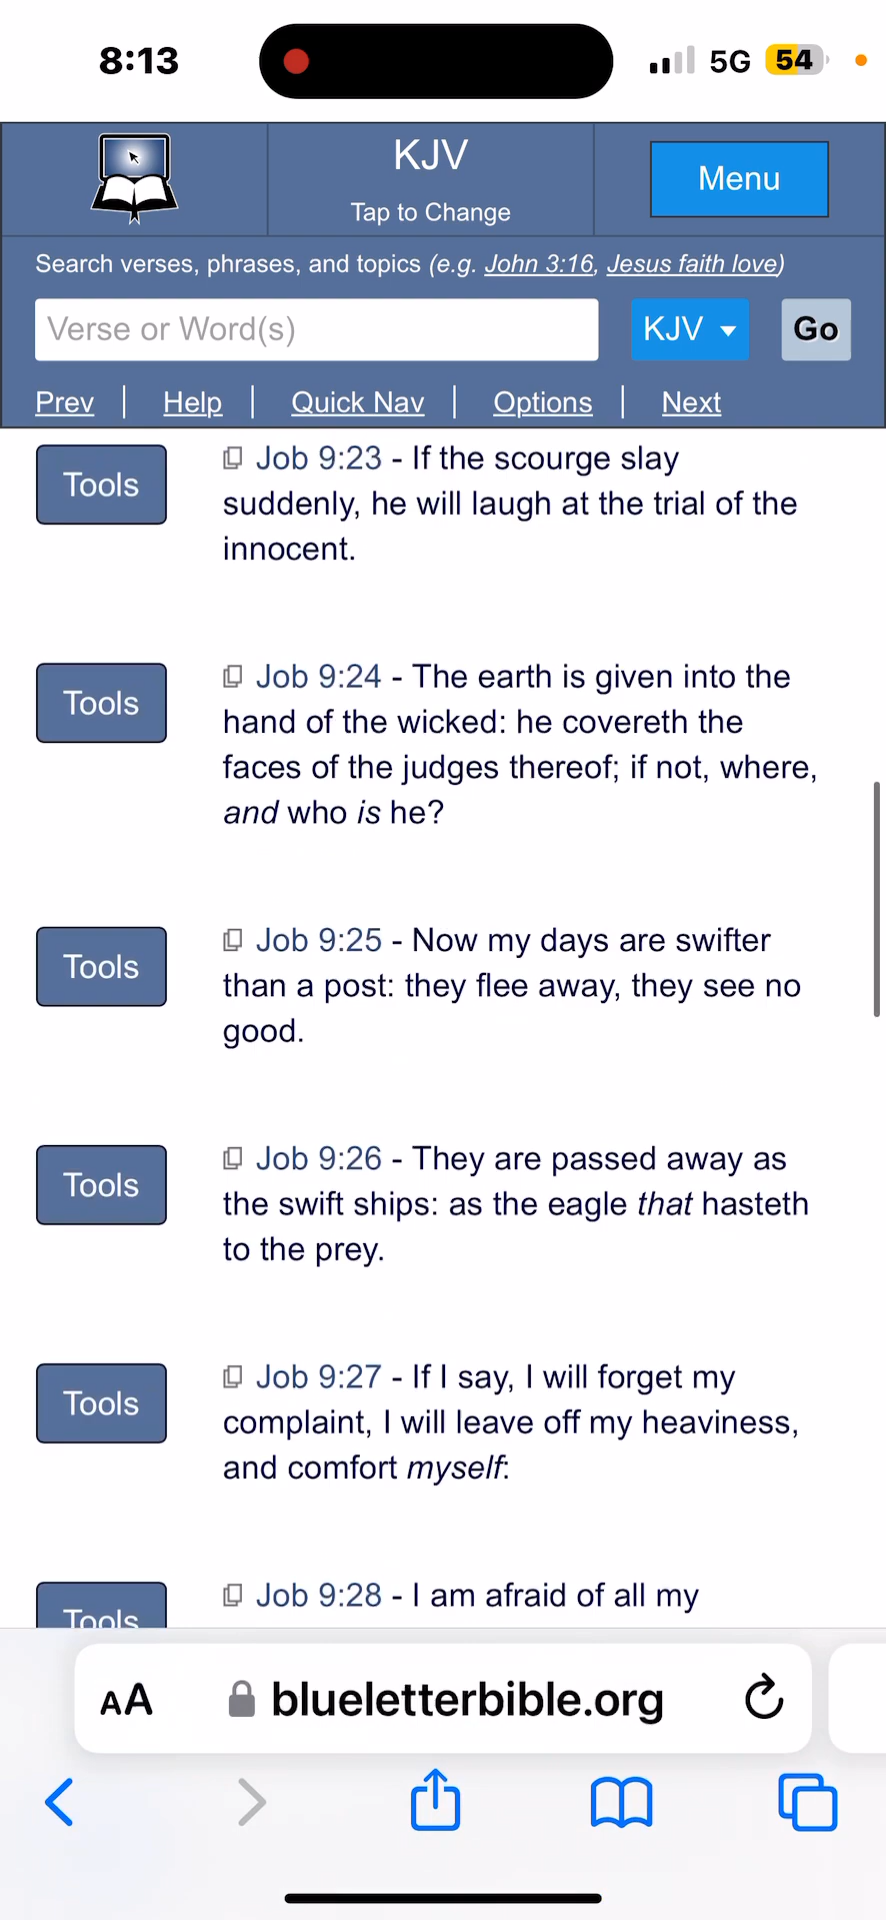 8:13
5G
54
KJV
Tap to Change
Menu
Search verses, phrases, and topics (e.g. John 3:16, Jesus faith love)
Verse or Word(s)
KJV
Go
Prev | Help | Quick Nav | Options | Next
Tools
Job 9:23 - If the scourge slay
suddenly, he will laugh at the trial of the
innocent.
Tools
Job 9:24 - The earth is given into the
hand of the wicked: he covereth the
faces of the judges thereof; if not, where,
and who is he?
Tools
Job 9:25 - Now my days are swifter
than a post: they flee away, they see no
good.
Tools
Job 9:26 - They are passed away as
the swift ships: as the eagle that hasteth
to the prey.
Tools
Job 9:27 - If I say, I will forget my
complaint, I will leave off my heaviness,
and comfort myself:
Tools
Job 9:28 - I am afraid of all my
AA
blueletterbible.org